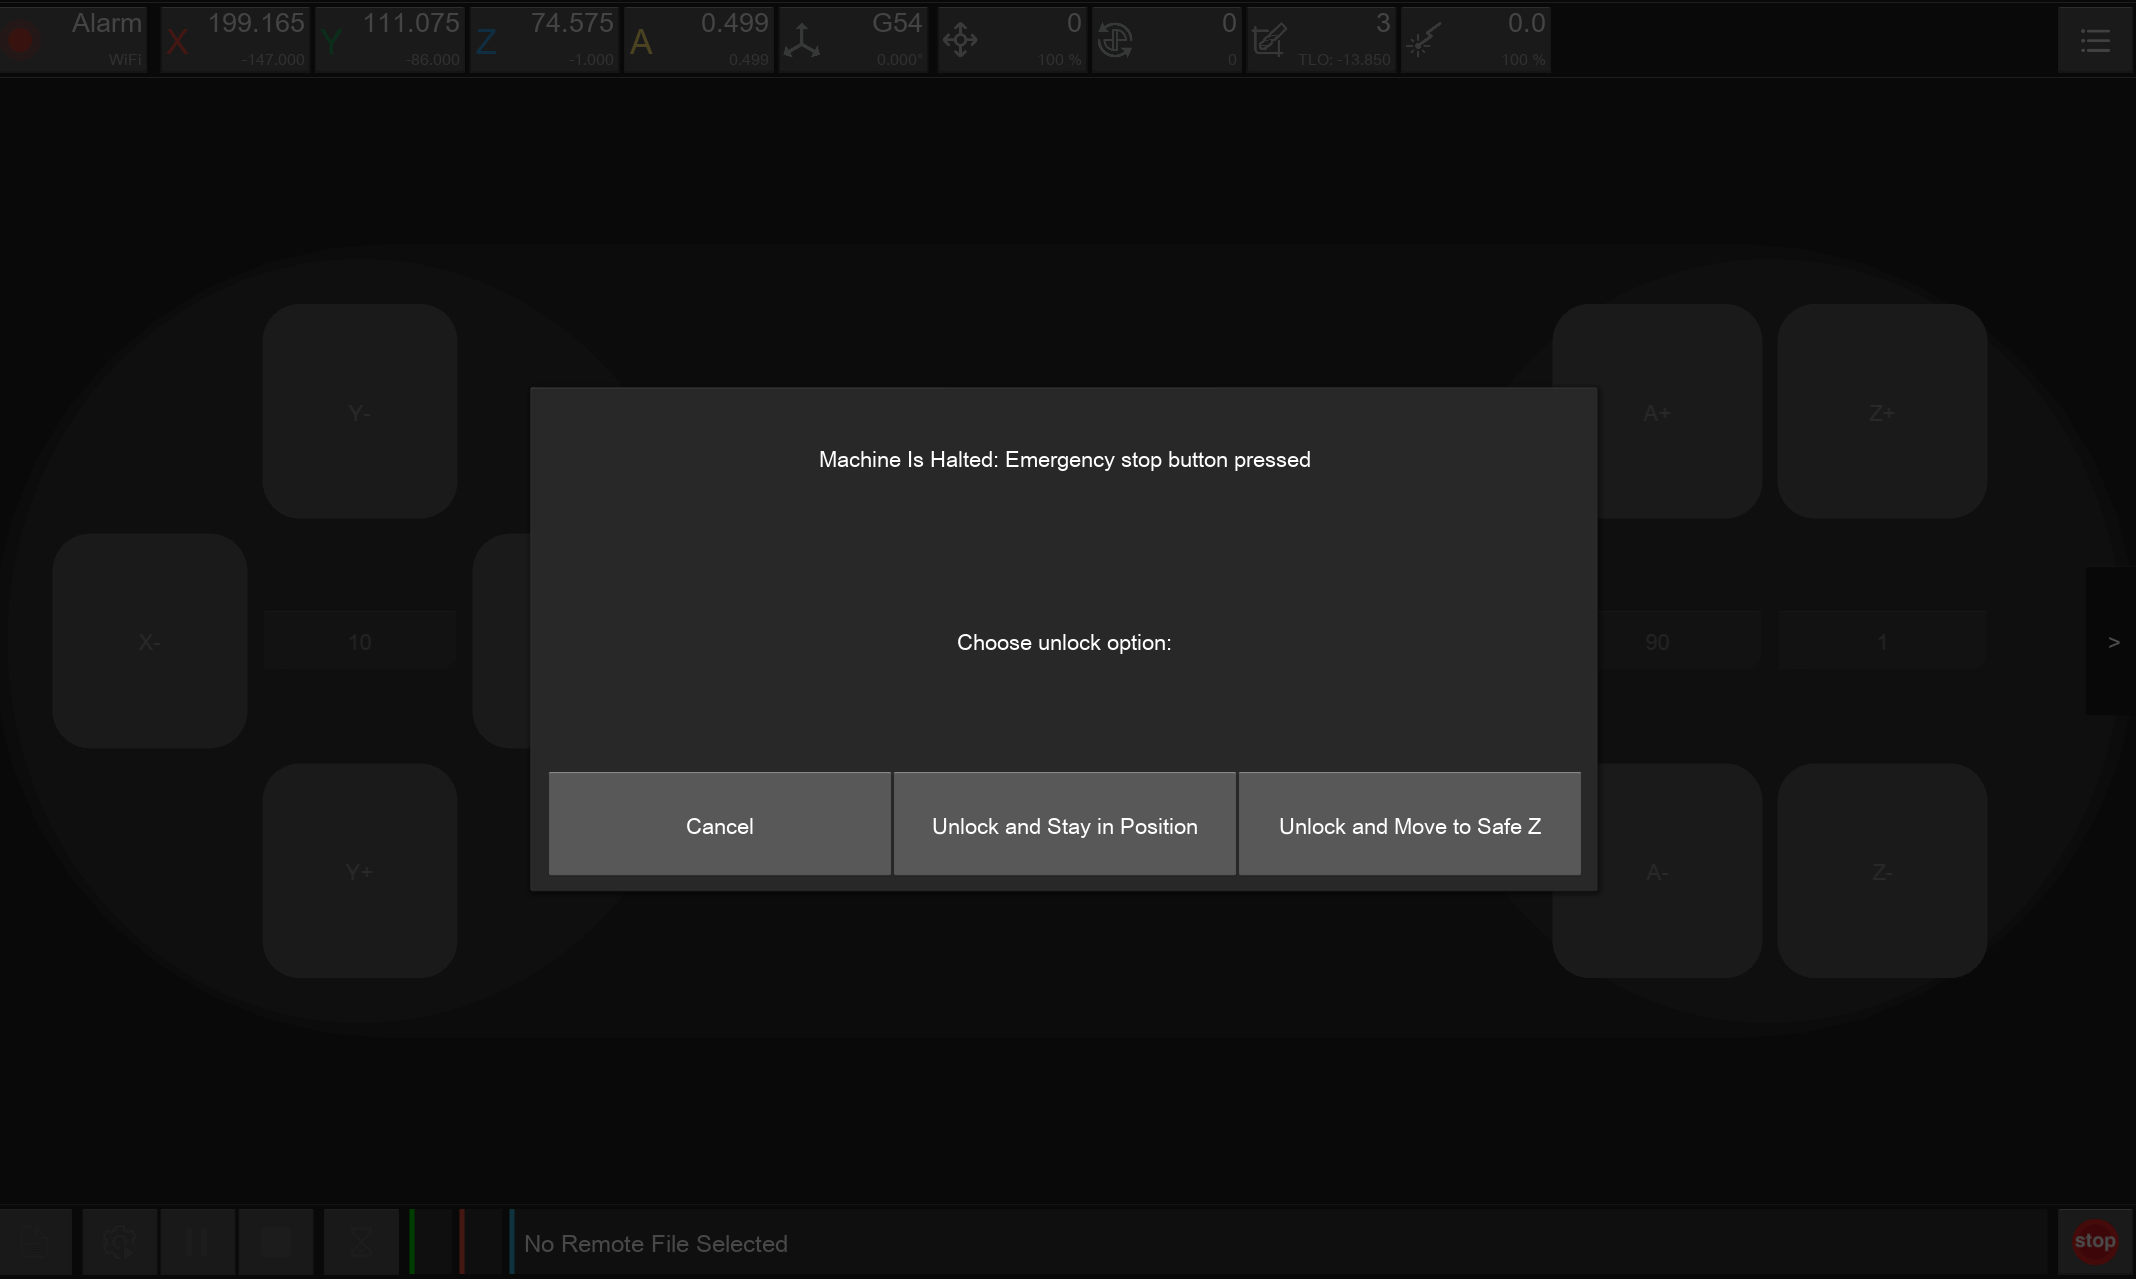 Alarm
WiFi
X 199.165
-147.000
Y 111.075
-86.000
Z 74.575
-1.000
A 0.499
0.499
G54
0.000°
0
100 %
0
0
3
TLO: -13.850
0.0
100 %
Y-
A+
Z+
Machine Is Halted: Emergency stop button pressed
X-
10
Choose unlock option:
90
1
>
Cancel
Unlock and Stay in Position
Unlock and Move to Safe Z
Y+
A-
Z-
No Remote File Selected
stop